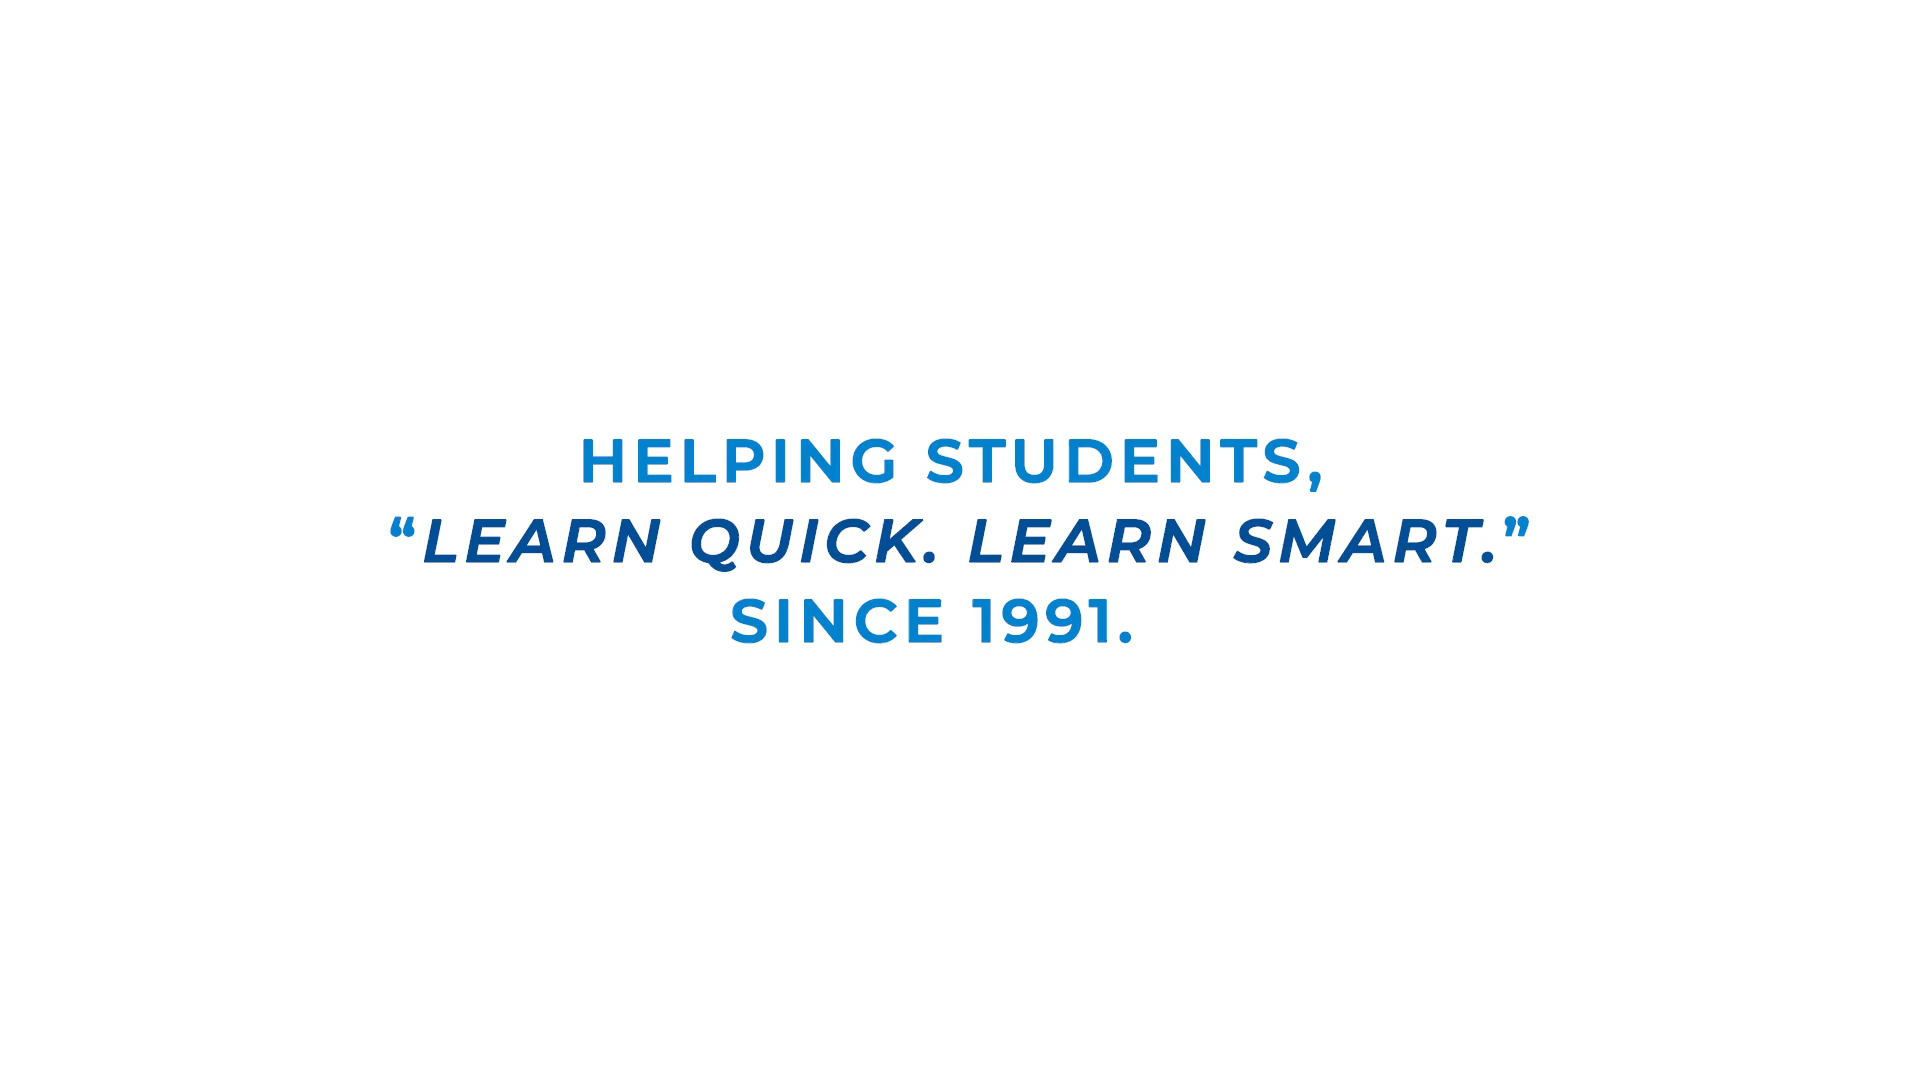 HELPING STUDENTS,
“LEARN QUICK. LEARN SMART.”
SINCE 1991.